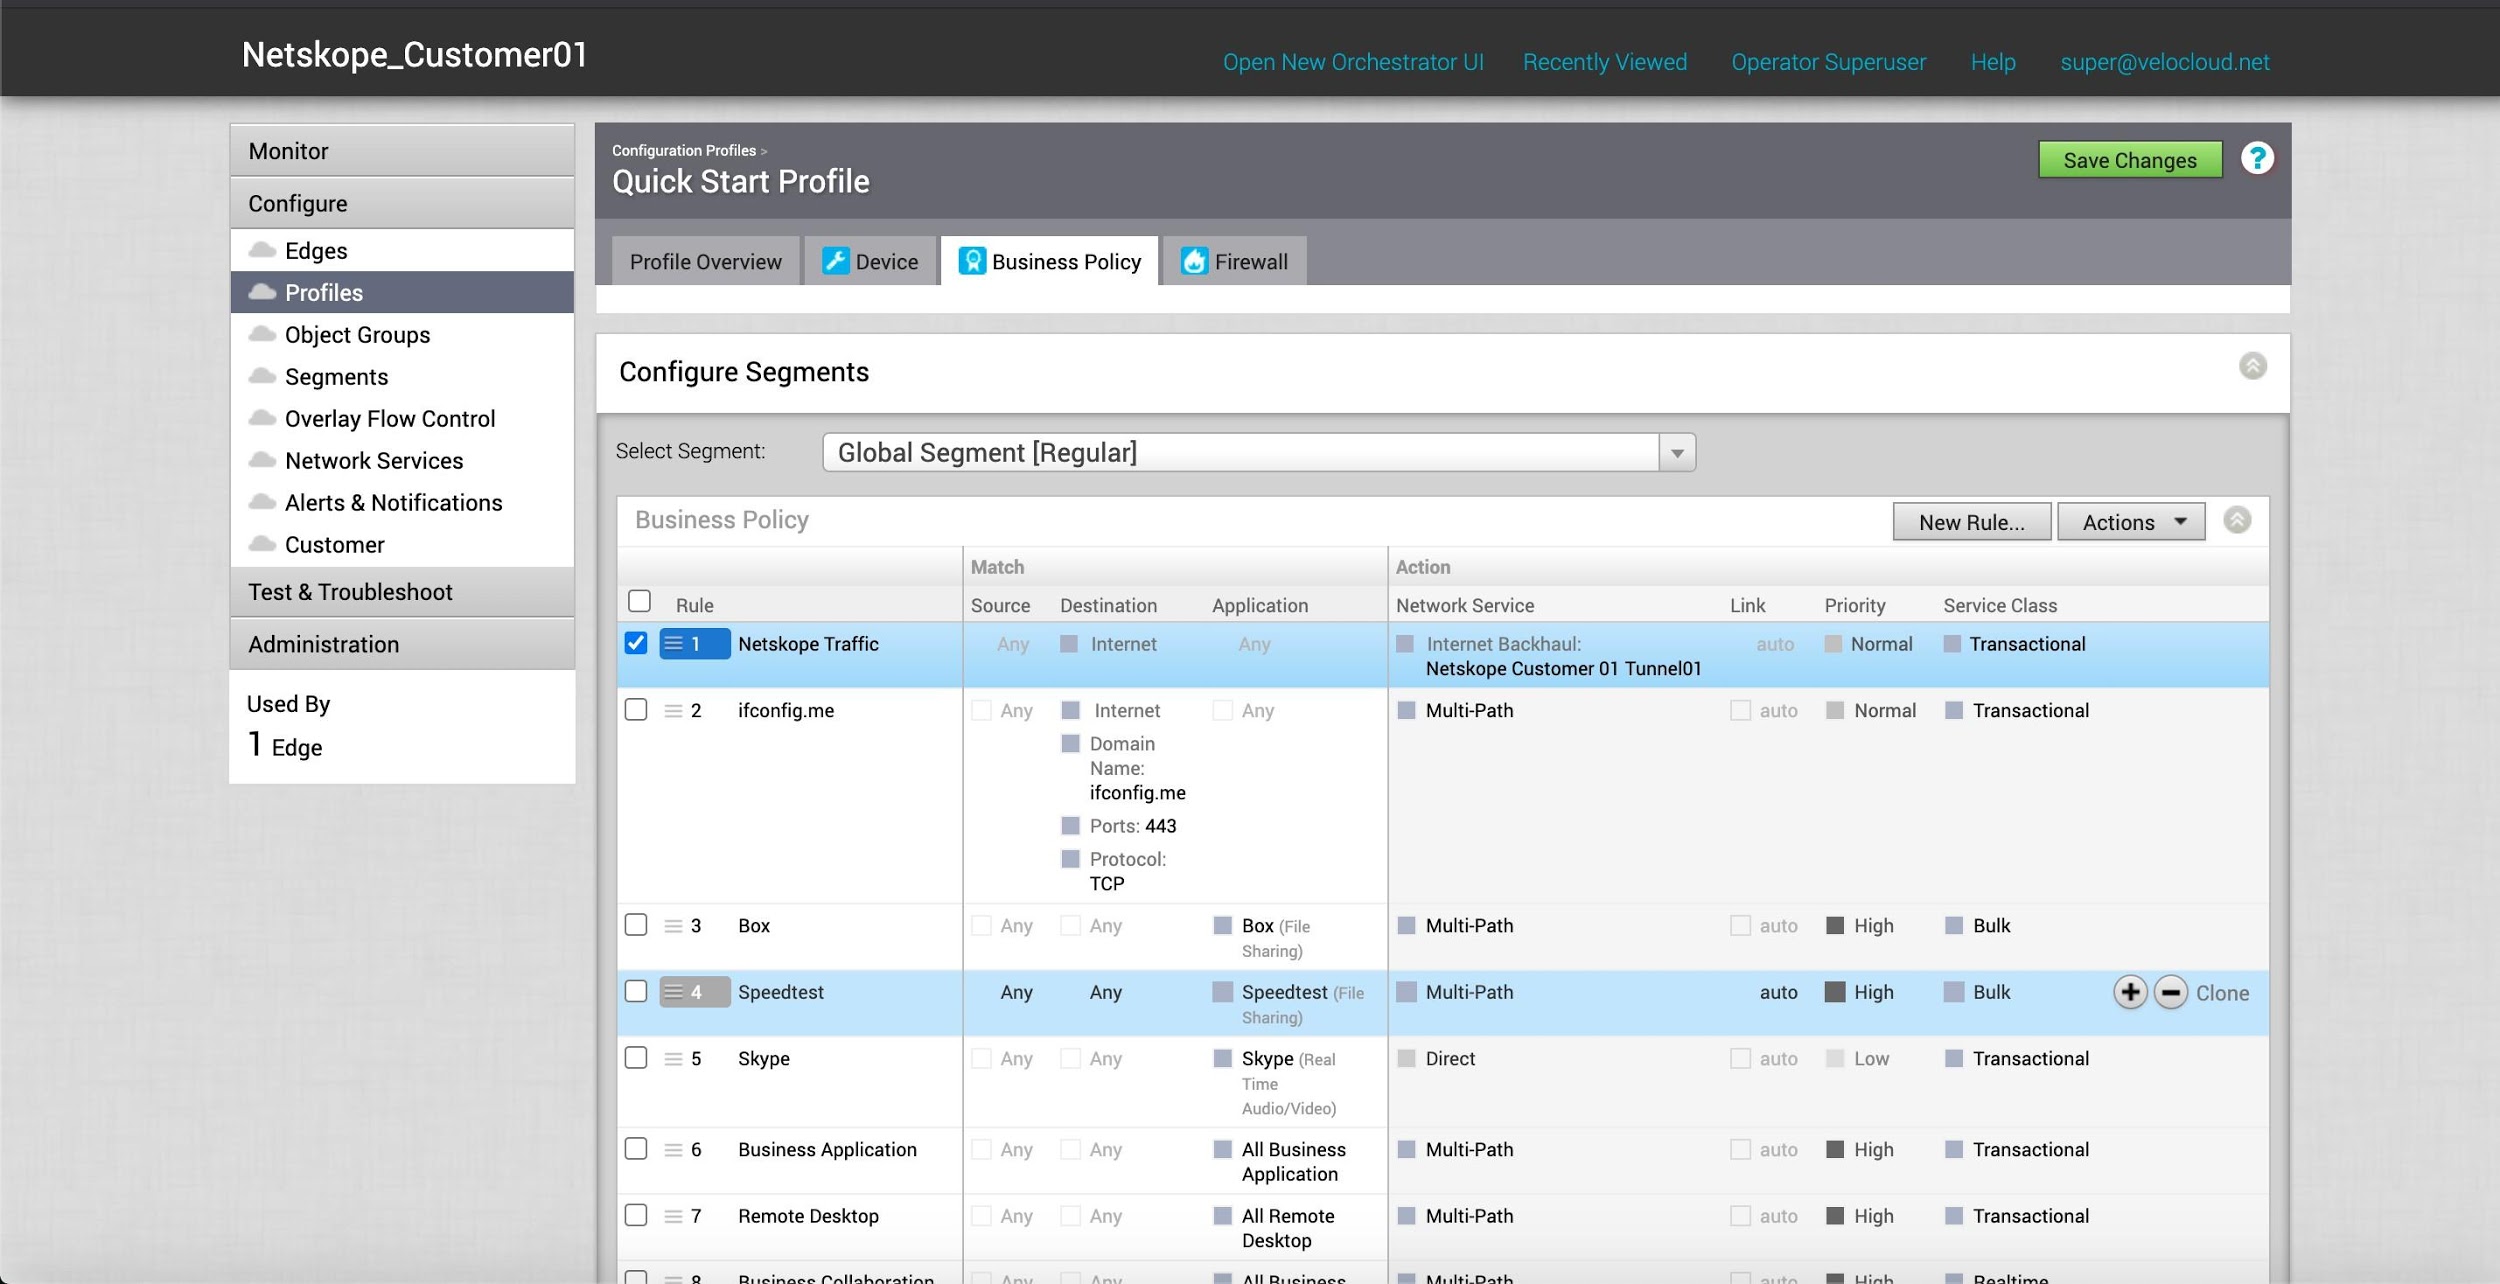 Netskope_Customer01
Open New Orchestrator UI Recently Viewed Operator Superuser Help super@velocloud.net
Monitor
Configure
Edges
Profiles
Object Groups
Segments
Overlay Flow Control
Network Services
Alerts & Notifications
Customer
Test & Troubleshoot
Administration
Used By
1 Edge
Configuration Profiles >
Quick Start Profile
Save Changes ?
Profile Overview Device Business Policy Firewall
Configure Segments
Select Segment: Global Segment [Regular]
Business Policy New Rule... Actions
Match Action
Rule Source Destination Application Network Service Link Priority Service Class
1 Netskope Traffic Any Internet Any Internet Backhaul: auto Normal Transactional
Netskope Customer 01 Tunnel01
2 ifconfig.me Any Internet Any Multi-Path auto Normal Transactional
Domain
Name:
ifconfig.me
Ports: 443
Protocol:
TCP
3 Box Any Any Box (File Multi-Path auto High Bulk
Sharing)
4 Speedtest Any Any Speedtest (File Multi-Path auto High Bulk Clone
Sharing)
5 Skype Any Any Skype (Real Direct auto Low Transactional
Time
Audio/Video)
6 Business Application Any Any All Business Multi-Path auto High Transactional
Application
7 Remote Desktop Any Any All Remote Multi-Path auto High Transactional
Desktop
8 Business Collaboration Any Any All Business Multi-Path auto High Realtime